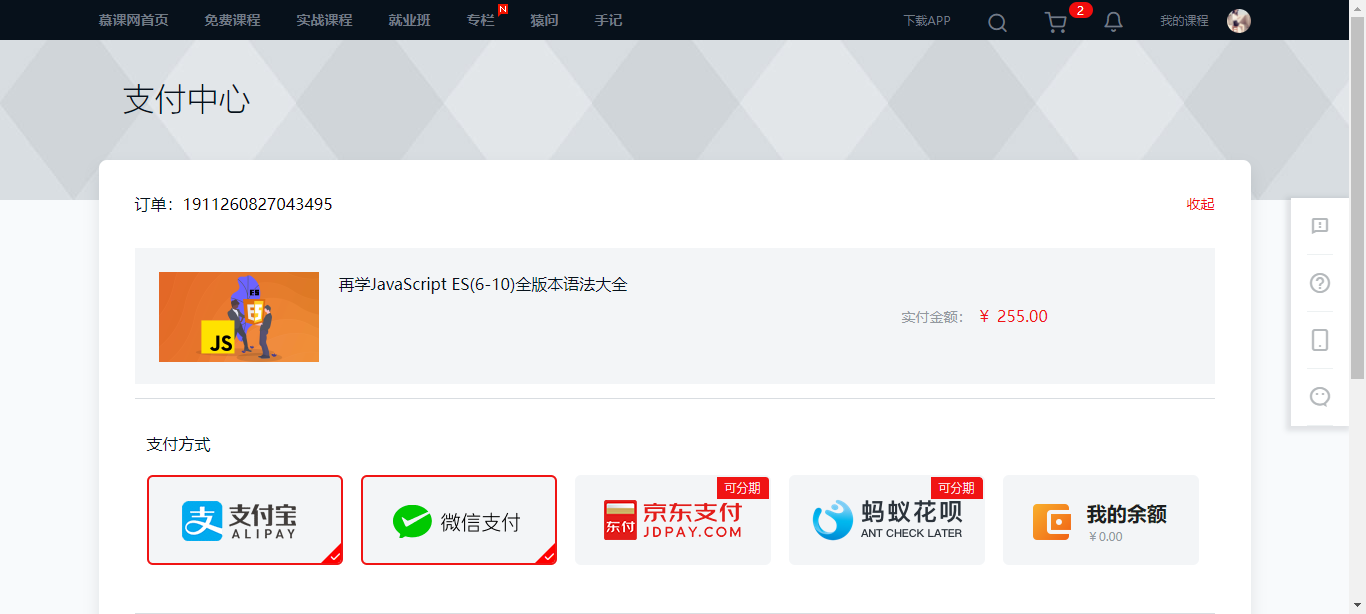 慕课网首页 免费课程 实战课程 就业班 专栏 N 猿问 手记 下载APP 2 我的课程
支付中心
订单：1911260827043495 收起
再学JavaScript ES(6-10)全版本语法大全
ES
JS
实付金额： ¥ 255.00
支付方式
支付宝
ALIPAY
微信支付
可分期
东付 京东支付
JDPAY.COM
可分期
蚂蚁花呗
ANT CHECK LATER
我的余额
¥0.00